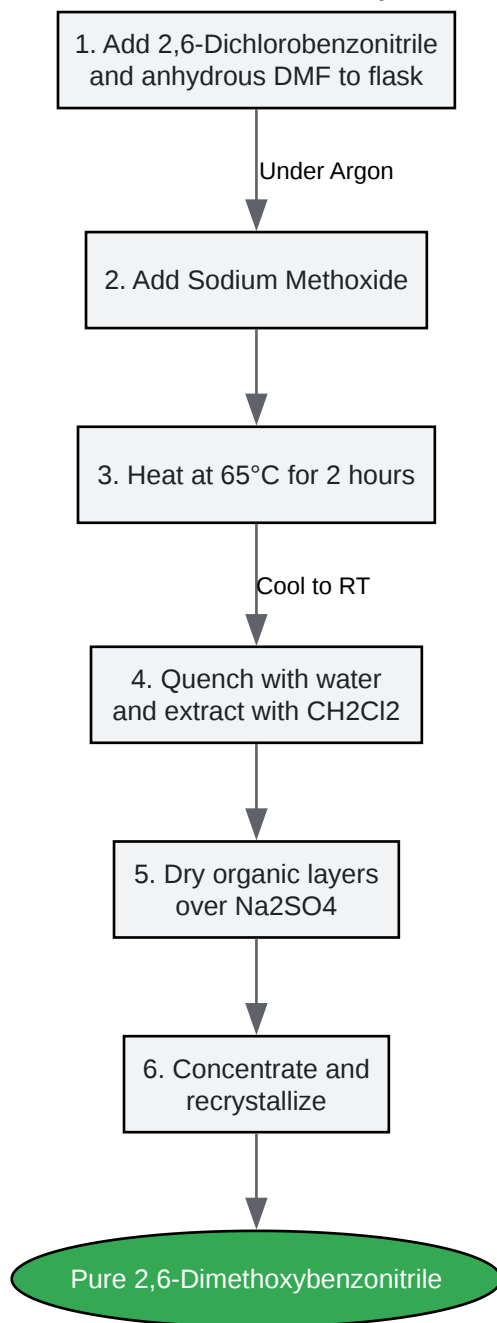 1. Add 2,6-Dichlorobenzonitrile
and anhydrous DMF to flask
Under Argon
2. Add Sodium Methoxide
3. Heat at 65°C for 2 hours
Cool to RT
4. Quench with water
and extract with CH2Cl2
5. Dry organic layers
over Na2SO4
6. Concentrate and
recrystallize
Pure 2,6-Dimethoxybenzonitrile